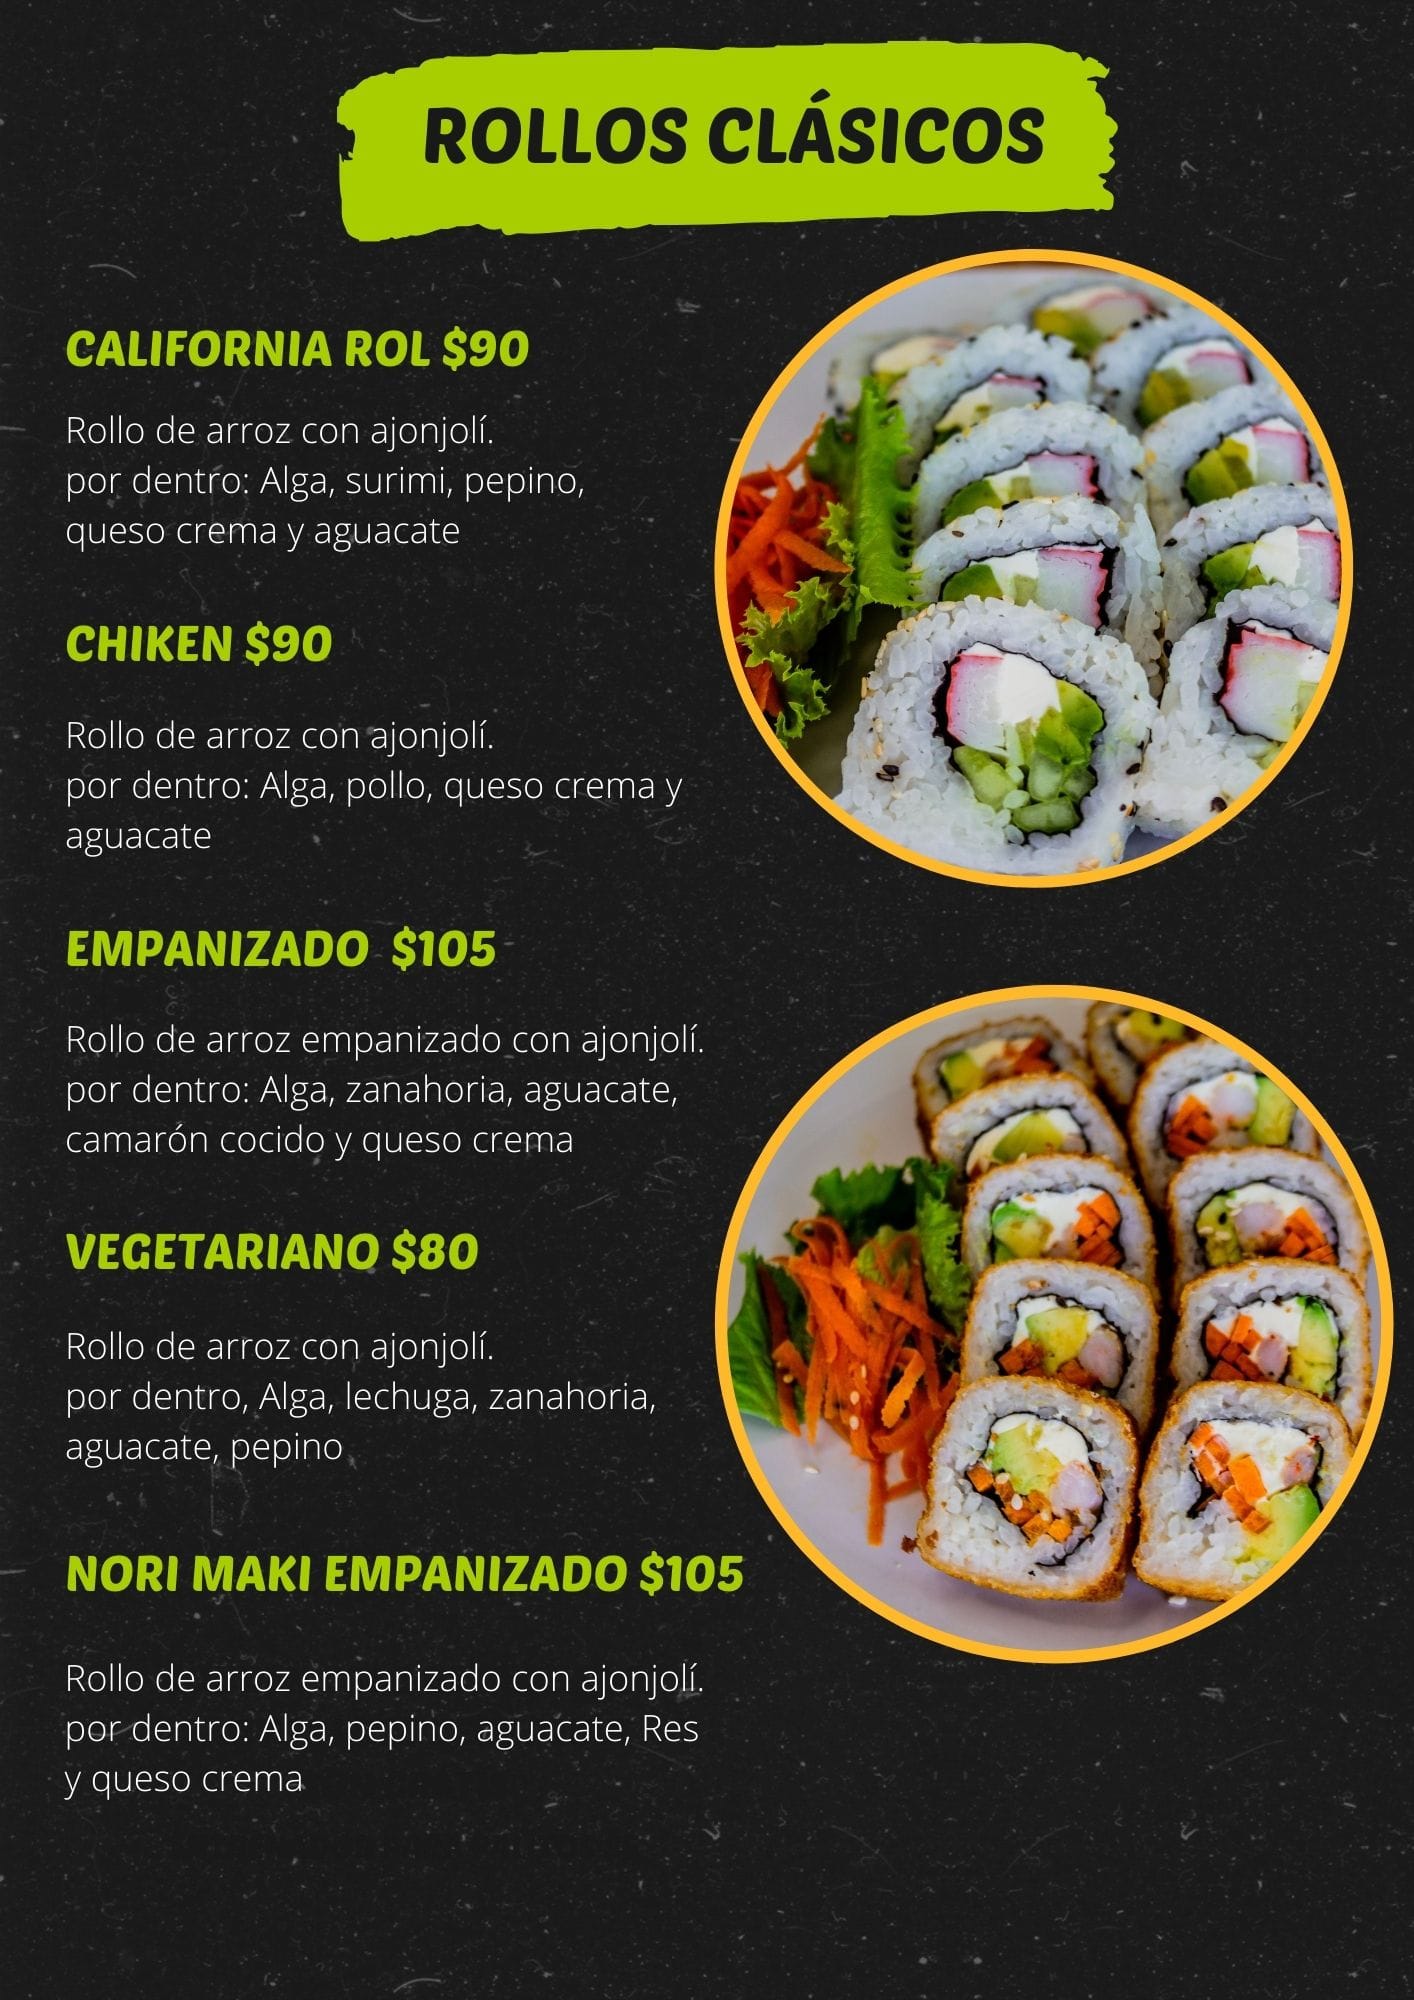 ROLLOS CLÁSICOS
CALIFORNIA ROL $90
Rollo de arroz con ajonjolí.
por dentro: Alga, surimi, pepino,
queso crema y aguacate
CHIKEN $90
Rollo de arroz con ajonjolí.
por dentro: Alga, pollo, queso crema y
aguacate
EMPANIZADO $105
Rollo de arroz empanizado con ajonjolí.
por dentro: Alga, zanahoria, aguacate,
camarón cocido y queso crema
VEGETARIANO $80
Rollo de arroz con ajonjolí.
por dentro, Alga, lechuga, zanahoria,
aguacate, pepino
NORI MAKI EMPANIZADO $105
Rollo de arroz empanizado con ajonjolí.
por dentro: Alga, pepino, aguacate, Res
y queso crema